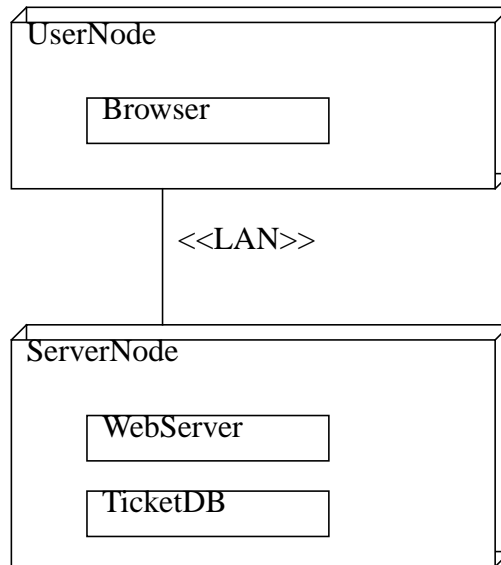 UserNode
Browser
<<LAN>>
ServerNode
WebServer
TicketDB